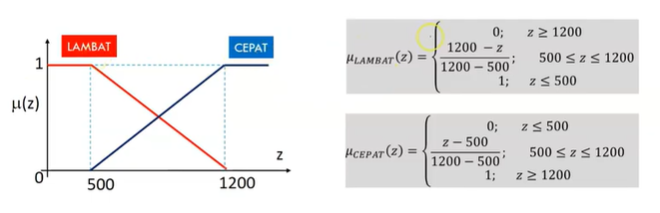 LAMBAT
CEPAT
1
μ(z)
z
0
500
1200
0; z ≥ 1200
μLAMBAT(z) = { 1200 − z / 1200 − 500; 500 ≤ z ≤ 1200
1; z ≤ 500
0; z ≤ 500
μCEPAT(z) = { z − 500 / 1200 − 500; 500 ≤ z ≤ 1200
1; z ≥ 1200